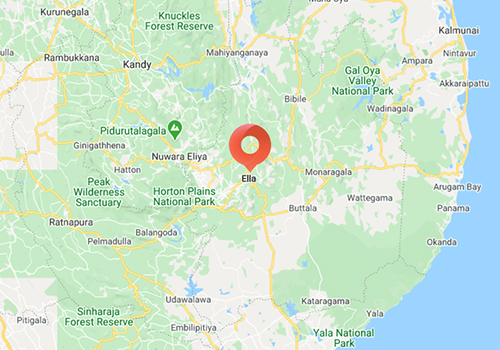 Kurunegala
Knuckles
Forest Reserve
Kalmunai
Rambukkana
Kandy
Mahiyanganaya
Nintavur
Ampara
Gal Oya
Valley
National Park
Akkaraipattu
Bibile
Wadinagala
Pidurutalagala
Ginigathhena
Nuwara Eliya
Hatton
Ella
Monaragala
Peak
Wilderness
Sanctuary
Horton Plains
National Park
Arugam Bay
Wattegama
Panama
Buttala
Ratnapura
Balangoda
Pelmadulla
Okanda
Udawalawa
Kataragama
Sinharaja
Forest Reserve
Pitigala
Embilipitiya
Yala
Yala National
Park